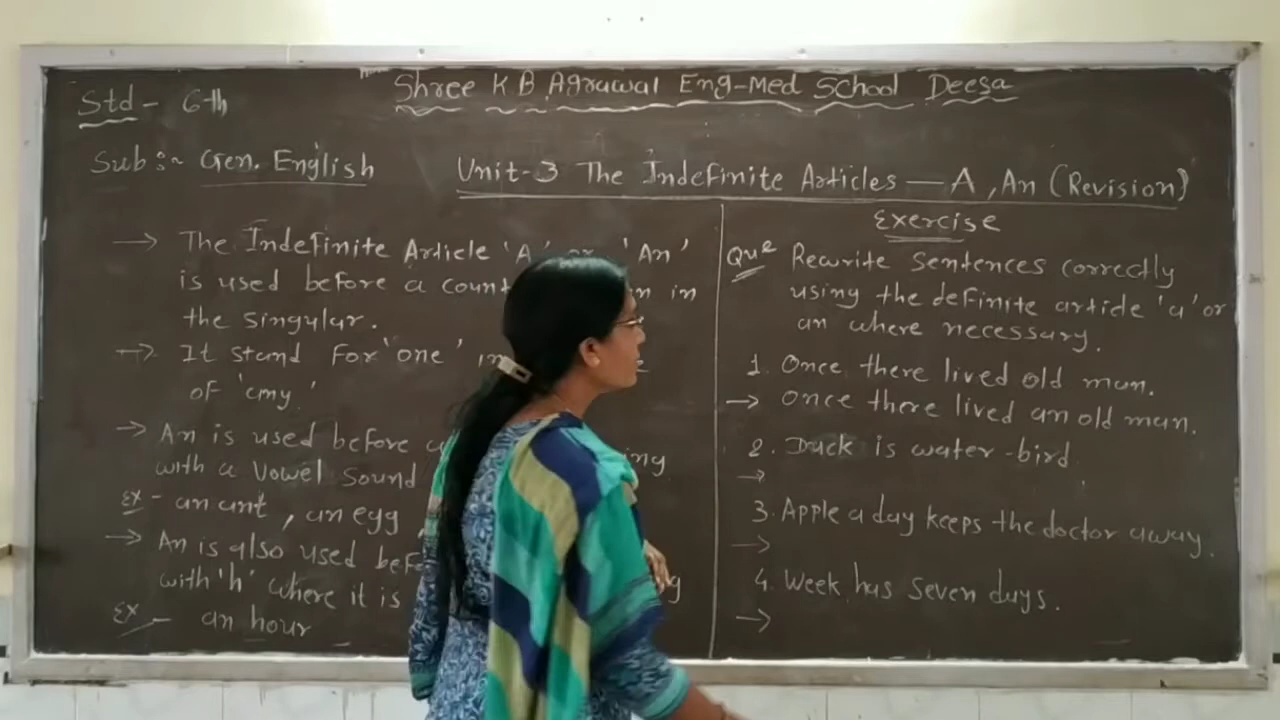 Shree K B Agrawal Eng-Med School Deesa
Std - 6th
Sub :~ Gen. English
Unit-3 The Indefinite Articles — A, An (Revision)
→ The Indefinite Article 'A' or 'An'
is used before a in
the singular.
→ It stand For 'one'
of 'any.'
→ An is used before
with a Vowel Sound
Ex - an ant, an egg
→ An is also used
with 'h' where it is
Ex - an hour
Exercise
Que Rewrite Sentences correctly
using the definite article 'a' or
an where necessary.
1. Once there lived old man.
→ Once there lived an old man.
2. Duck is water-bird.
→
3. Apple a day keeps the doctor away.
→
4. Week has seven days.
→